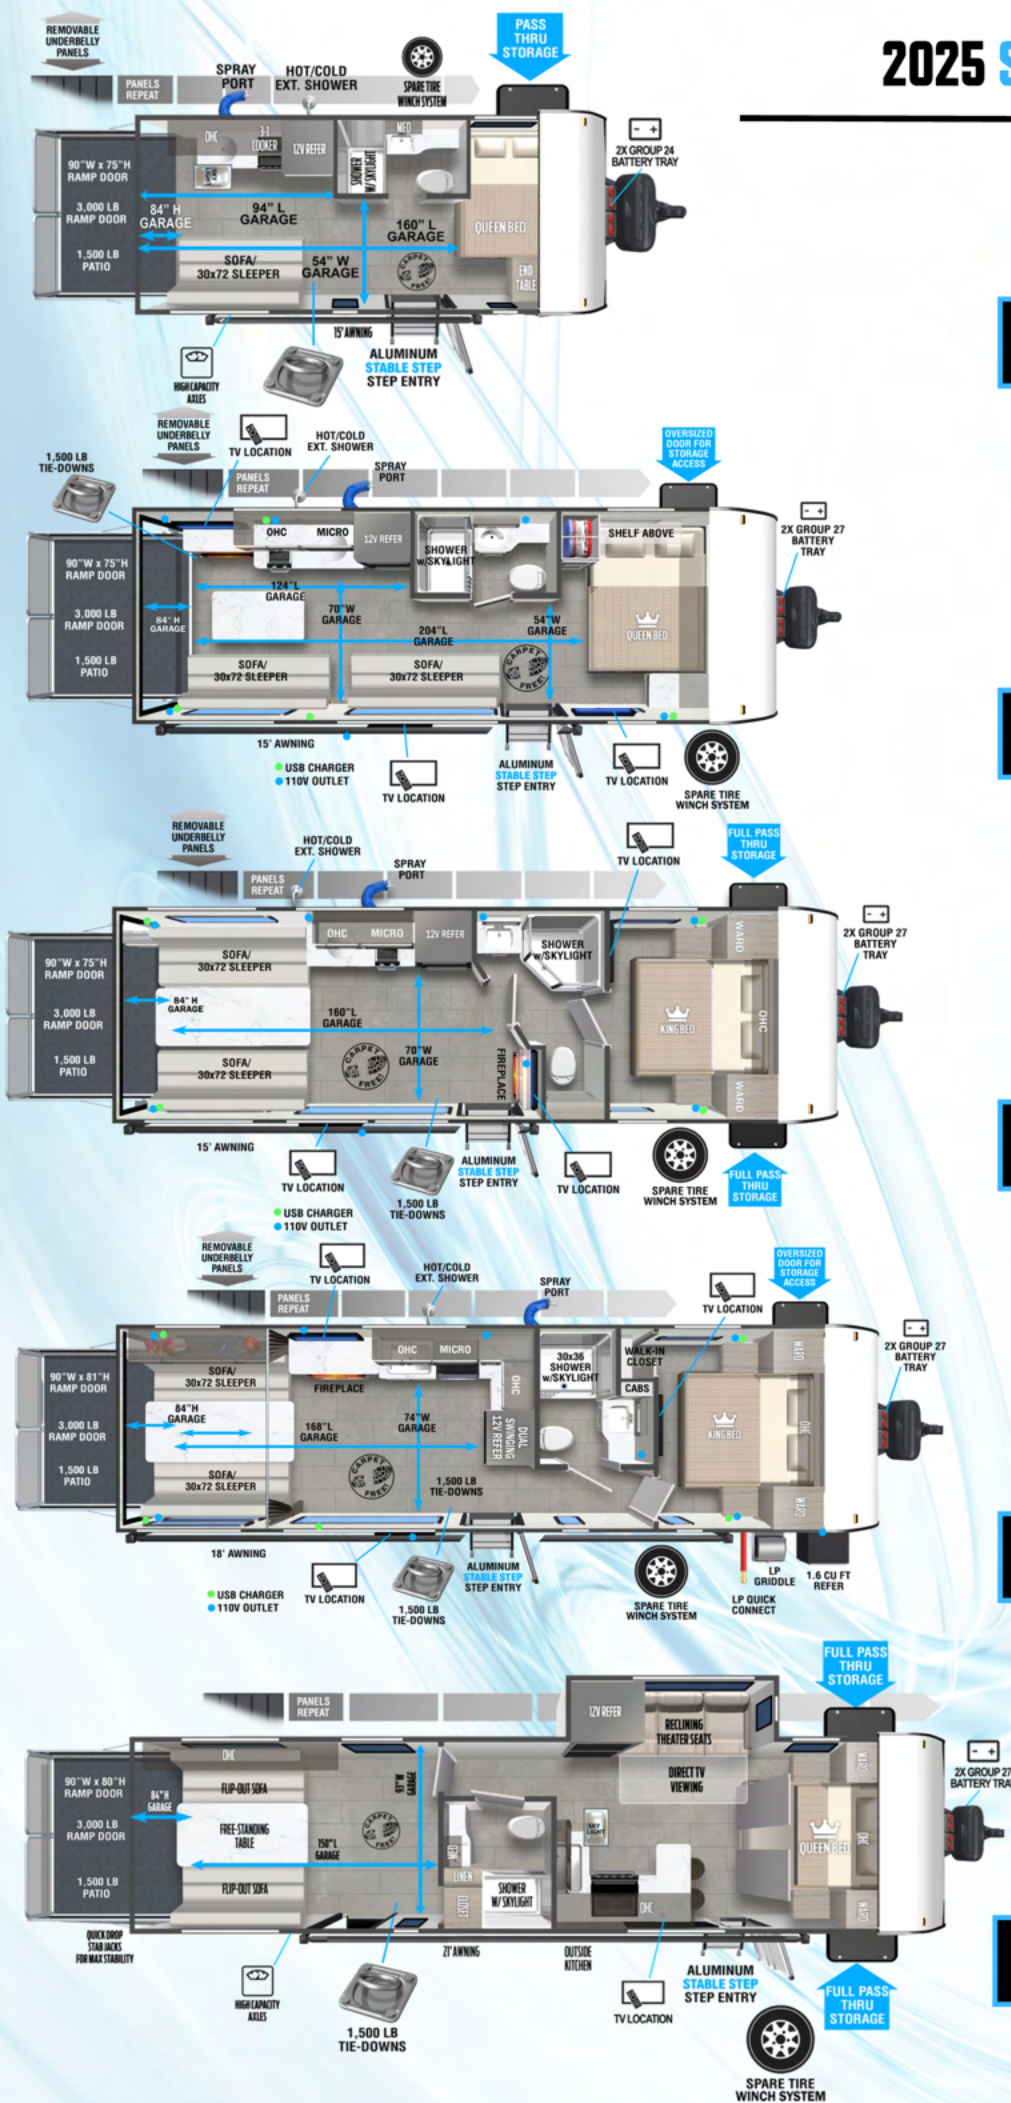 2025 S
REMOVABLE
UNDERBELLY
PANELS
PANELS
REPEAT
SPRAY
PORT
HOT/COLD
EXT. SHOWER
SPARE TIRE
WINCH SYSTEM
PASS
THRU
STORAGE
2X GROUP 24
BATTERY TRAY
90"W x 75"H
RAMP DOOR
3,000 LB
RAMP DOOR
1,500 LB
PATIO
84" H
GARAGE
OHC
3-1
COOKER
12V REFER
SHOWER
W/ SKYLIGHT
MED
94" L
GARAGE
160" L
GARAGE
54" W
GARAGE
SOFA/
30x72 SLEEPER
CARPET
FREE!
QUEEN BED
END
TABLE
15' AWNING
HIGH CAPACITY
AXLES
ALUMINUM
STABLE STEP
STEP ENTRY
REMOVABLE
UNDERBELLY
PANELS
1,500 LB
TIE-DOWNS
TV LOCATION
HOT/COLD
EXT. SHOWER
PANELS
REPEAT
SPRAY
PORT
OVERSIZED
DOOR FOR
STORAGE
ACCESS
2X GROUP 27
BATTERY
TRAY
90"W x 75"H
RAMP DOOR
3,000 LB
RAMP DOOR
1,500 LB
PATIO
84" H
GARAGE
OHC
MICRO
12V REFER
SHOWER
w/SKYLIGHT
SHELF ABOVE
124"L
GARAGE
70"W
GARAGE
204"L
GARAGE
54"W
GARAGE
SOFA/
30x72 SLEEPER
SOFA/
30x72 SLEEPER
CARPET
FREE!
QUEEN BED
15' AWNING
USB CHARGER
110V OUTLET
TV LOCATION
ALUMINUM
STABLE STEP
STEP ENTRY
TV LOCATION
SPARE TIRE
WINCH SYSTEM
REMOVABLE
UNDERBELLY
PANELS
HOT/COLD
EXT. SHOWER
PANELS
REPEAT
SPRAY
PORT
TV LOCATION
FULL PASS
THRU
STORAGE
2X GROUP 27
BATTERY
TRAY
90"W x 75"H
RAMP DOOR
3,000 LB
RAMP DOOR
1,500 LB
PATIO
84" H
GARAGE
SOFA/
30x72 SLEEPER
OHC
MICRO
12V REFER
SHOWER
w/SKYLIGHT
160"L
GARAGE
70"W
GARAGE
SOFA/
30x72 SLEEPER
CARPET
FREE!
FIREPLACE
WARD
KING BED
OHC
WARD
15' AWNING
TV LOCATION
USB CHARGER
110V OUTLET
1,500 LB
TIE-DOWNS
ALUMINUM
STABLE STEP
STEP ENTRY
TV LOCATION
SPARE TIRE
WINCH SYSTEM
FULL PASS
THRU
STORAGE
REMOVABLE
UNDERBELLY
PANELS
TV LOCATION
PANELS
REPEAT
HOT/COLD
EXT. SHOWER
SPRAY
PORT
TV LOCATION
OVERSIZED
DOOR FOR
STORAGE
ACCESS
2X GROUP 27
BATTERY
TRAY
90"W x 81"H
RAMP DOOR
3,000 LB
RAMP DOOR
1,500 LB
PATIO
84"H
GARAGE
SOFA/
30x72 SLEEPER
FIREPLACE
OHC
MICRO
OHC
DUAL
SWINGING
12V REFER
30x36
SHOWER
w/SKYLIGHT
WALK-IN
CLOSET
CABS
168"L
GARAGE
74"W
GARAGE
SOFA/
30x72 SLEEPER
CARPET
FREE!
1,500 LB
TIE-DOWNS
WARD
KING BED
OHC
WARD
18' AWNING
USB CHARGER
110V OUTLET
TV LOCATION
1,500 LB
TIE-DOWNS
ALUMINUM
STABLE STEP
STEP ENTRY
SPARE TIRE
WINCH SYSTEM
LP QUICK
CONNECT
LP
GRIDDLE
1.6 CU FT
REFER
PANELS
REPEAT
FULL PASS
THRU
STORAGE
2X GROUP 27
BATTERY TRAY
90"W x 80"H
RAMP DOOR
3,000 LB
RAMP DOOR
1,500 LB
PATIO
84"H
GARAGE
OHC
FLIP-OUT SOFA
FREE-STANDING
TABLE
FLIP-OUT SOFA
150"L
GARAGE
93"W
GARAGE
CARPET
FREE!
MED
LINEN
CLOSET
SHOWER
W/ SKYLIGHT
12V REFER
RECLINING
THEATER SEATS
DIRECT TV
VIEWING
SKY
LIGHT
OHC
WARD
QUEEN BED
OHC
WARD
QUICK DROP
STAB JACKS
FOR MAX STABILITY
HIGH CAPACITY
AXLES
1,500 LB
TIE-DOWNS
21' AWNING
OUTSIDE
KITCHEN
TV LOCATION
ALUMINUM
STABLE STEP
STEP ENTRY
SPARE TIRE
WINCH SYSTEM
FULL PASS
THRU
STORAGE